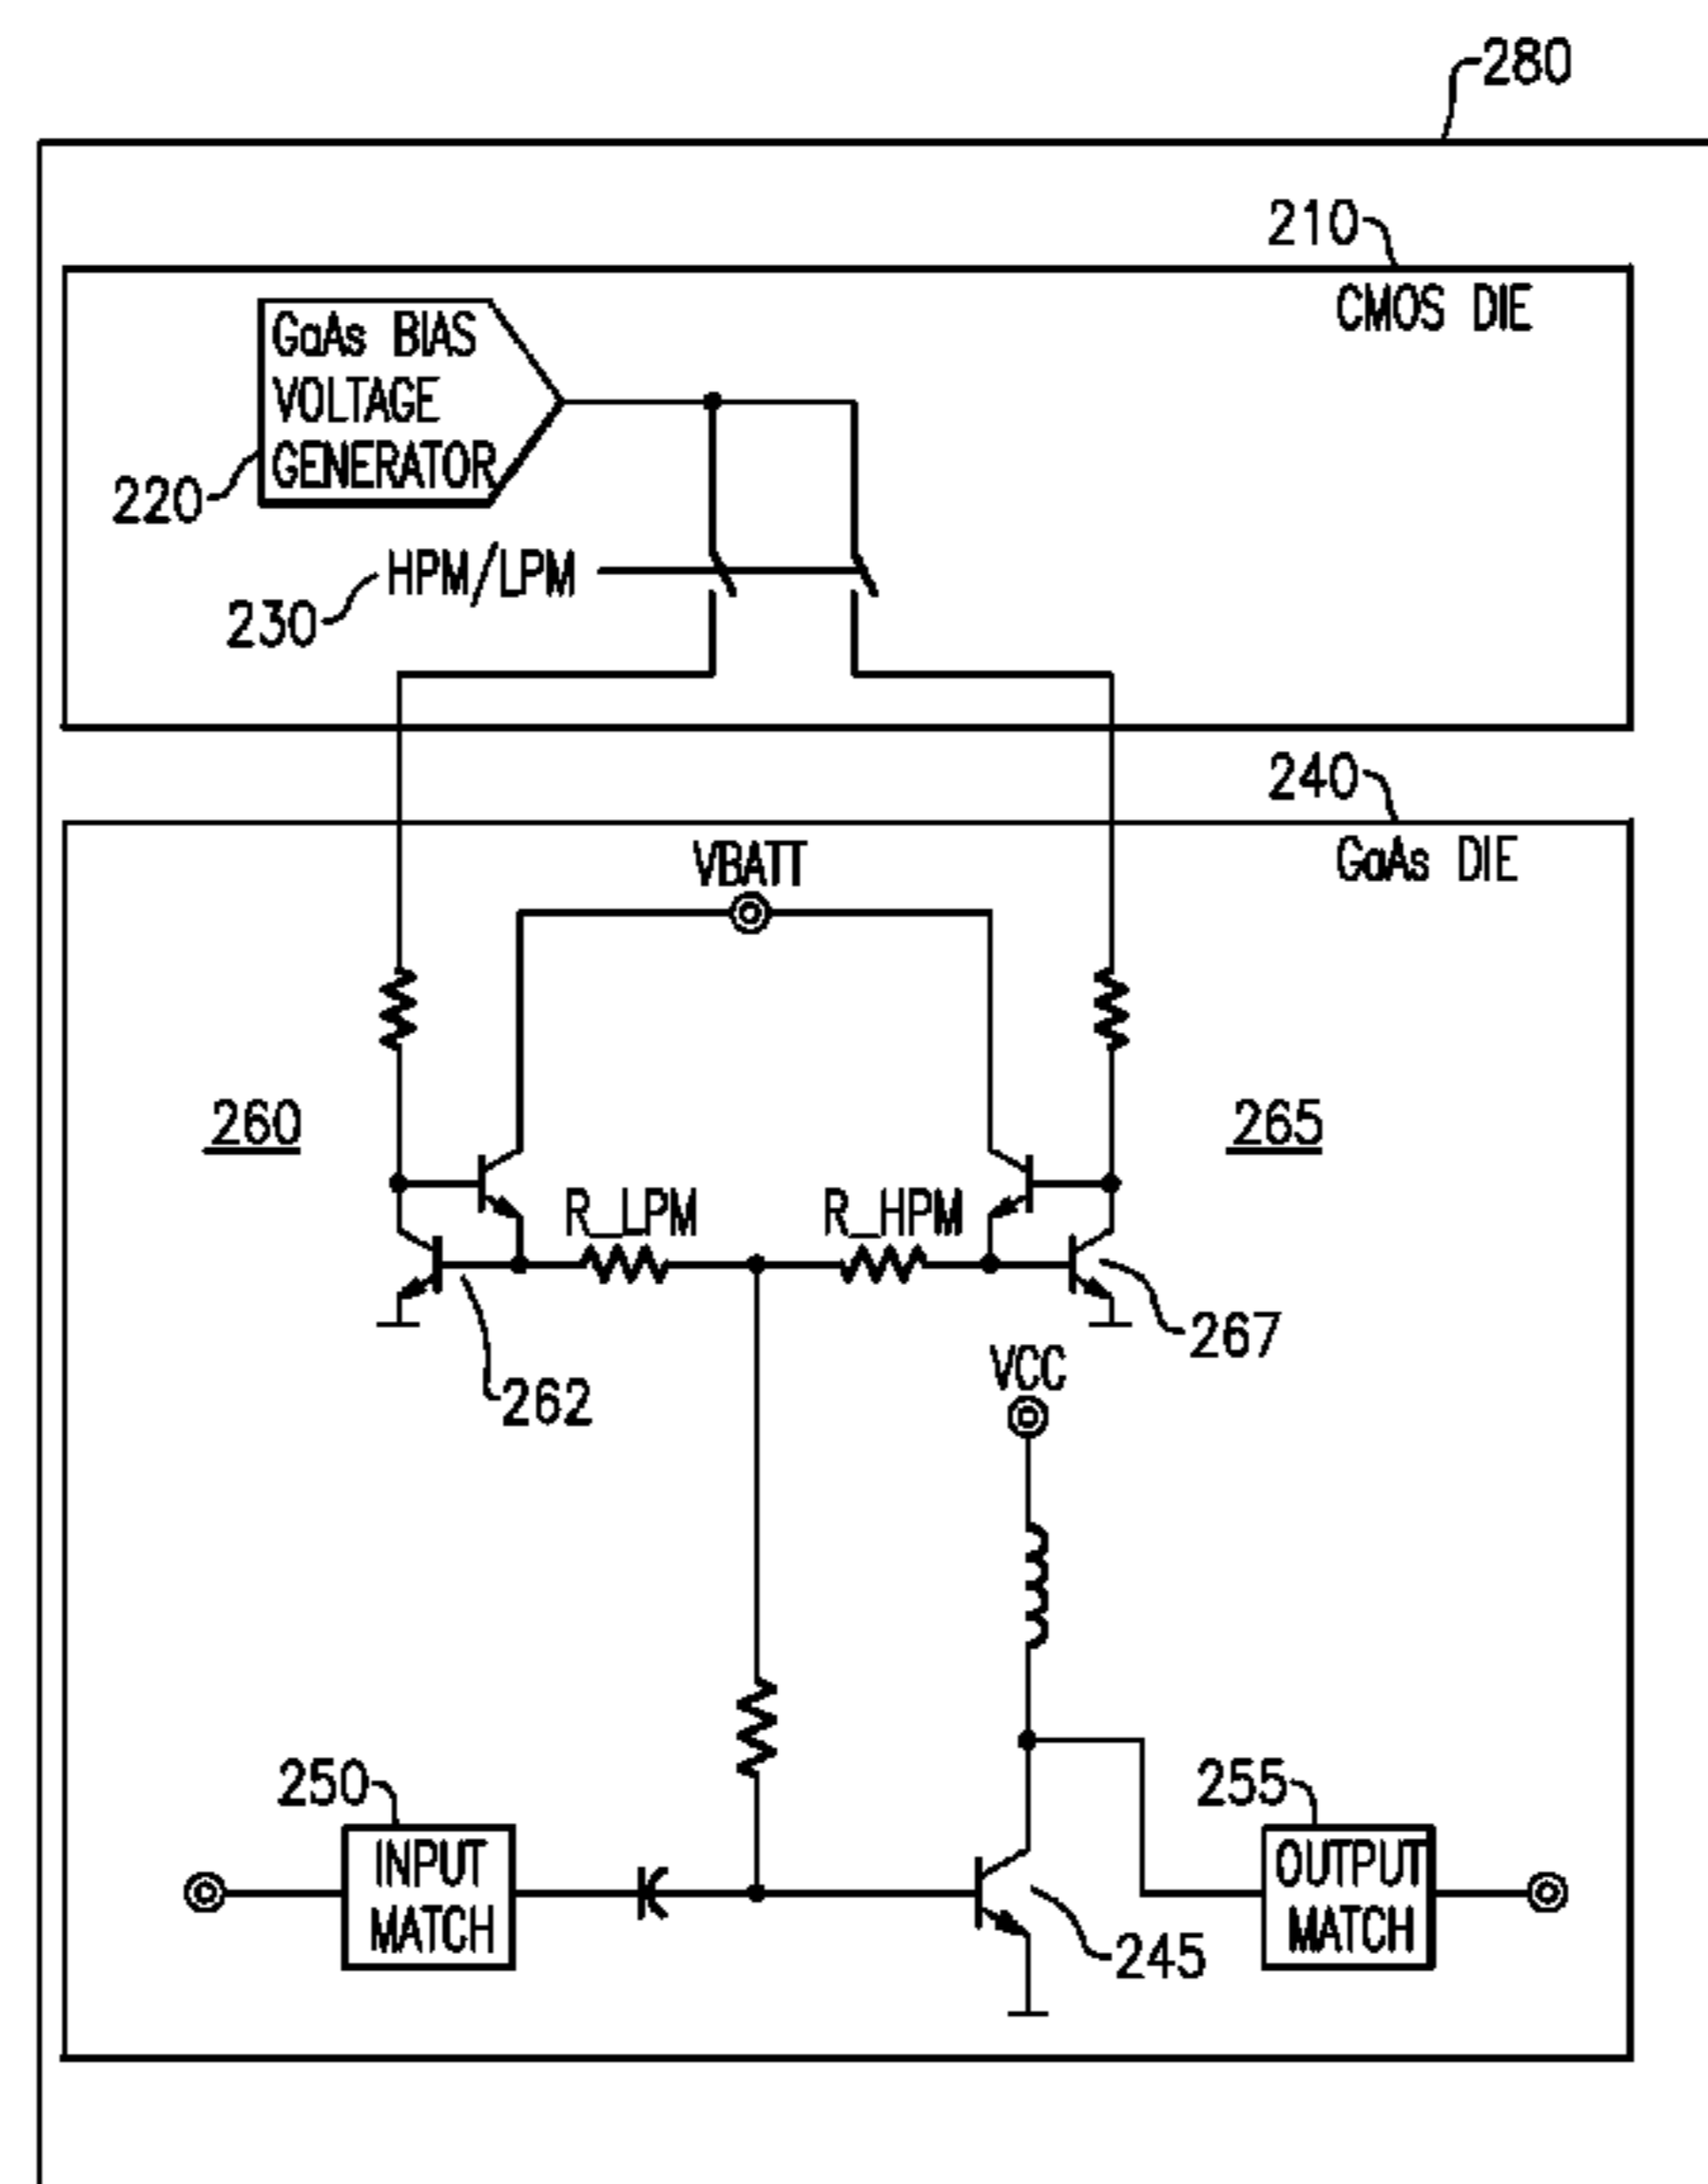 280
210
CMOS DIE
GaAs BIAS
VOLTAGE
GENERATOR
220
HPM/LPM
230
240
GaAs DIE
VBATT
260
265
R_LPM
R_HPM
267
262
VCC
250
255
INPUT
MATCH
OUTPUT
MATCH
245